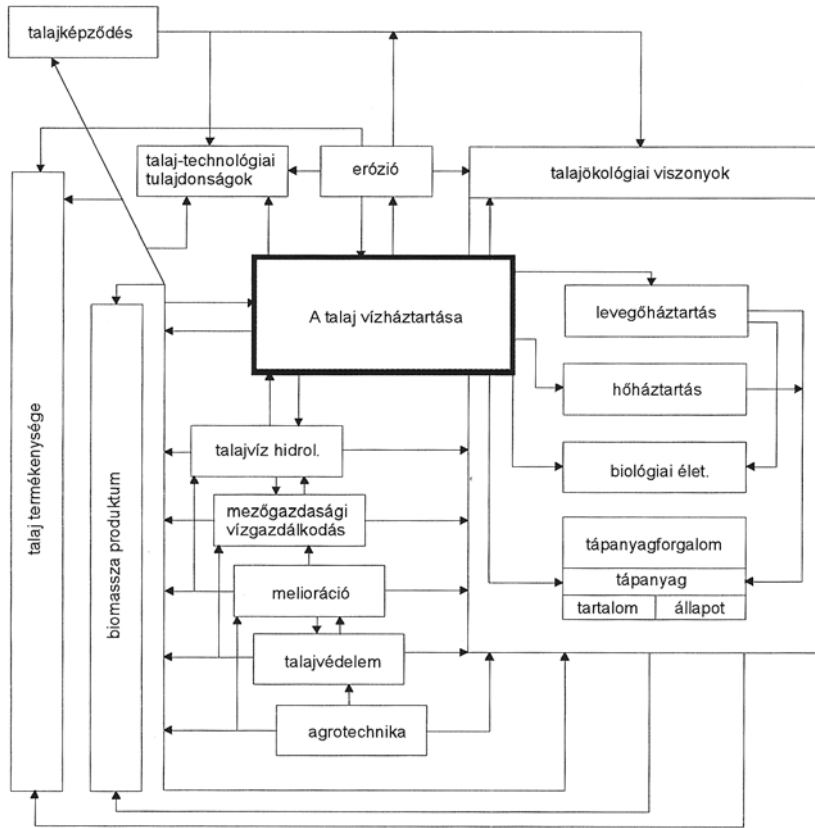 talajképződés
talaj-technológiai
tulajdonságok
erózió
talajökológiai viszonyok
A talaj vízháztartása
levegőháztartás
hőháztartás
biológiai élet.
tápanyagforgalom
tápanyag
tartalom
állapot
talajvíz hidrol.
mezőgazdasági
vízgazdálkodás
melioráció
talajvédelem
agrotechnika
talaj termékenysége
biomassza produktum